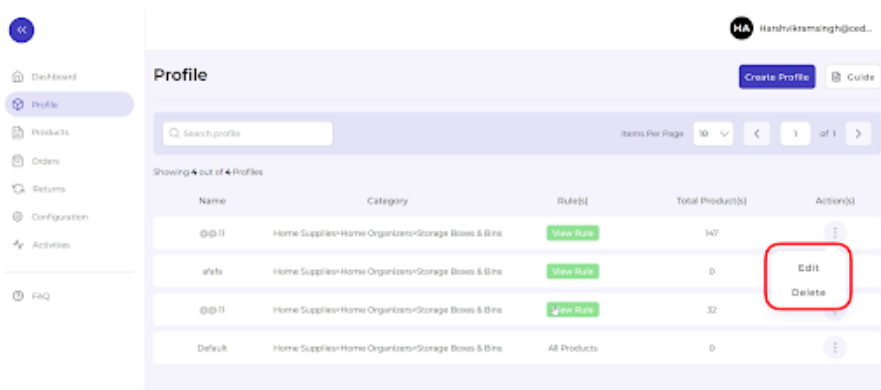 HA Harshvikramsingh@ced...
Dashboard
Profile
Products
Orders
Returns
Configuration
Activities
FAQ
Profile
Create Profile
Guide
Search profile
Items Per Page 10 1 of 1
Showing 4 out of 4 Profiles
Name Category Rule(s) Total Product(s) Action(s)
@@11 Home Supplies>Home Organizers>Storage Boxes & Bins View Rule 147
afafa Home Supplies>Home Organizers>Storage Boxes & Bins View Rule 0
@@11 Home Supplies>Home Organizers>Storage Boxes & Bins View Rule 32
Default Home Supplies>Home Organizers>Storage Boxes & Bins All Products 0
Edit
Delete